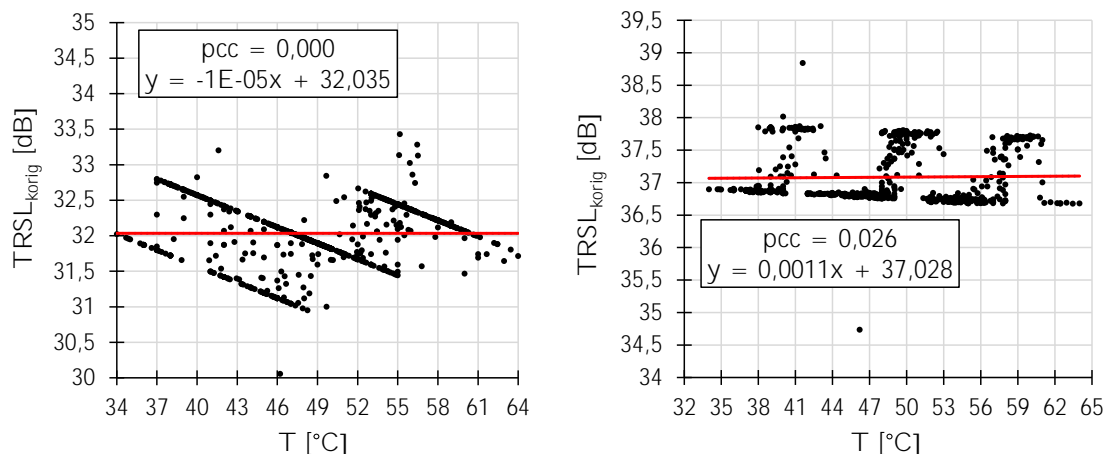 35
34,5
34
33,5
33
32,5
32
31,5
31
30,5
30
TRSLkorig [dB]
pcc = 0,000
y = -1E-05x + 32,035
34 37 40 43 46 49 52 55 58 61 64
T [°C]
39,5
39
38,5
38
37,5
37
36,5
36
35,5
35
34,5
34
TRSLkorig [dB]
pcc = 0,026
y = 0,0011x + 37,028
32 35 38 41 44 47 50 53 56 59 62 65
T [°C]